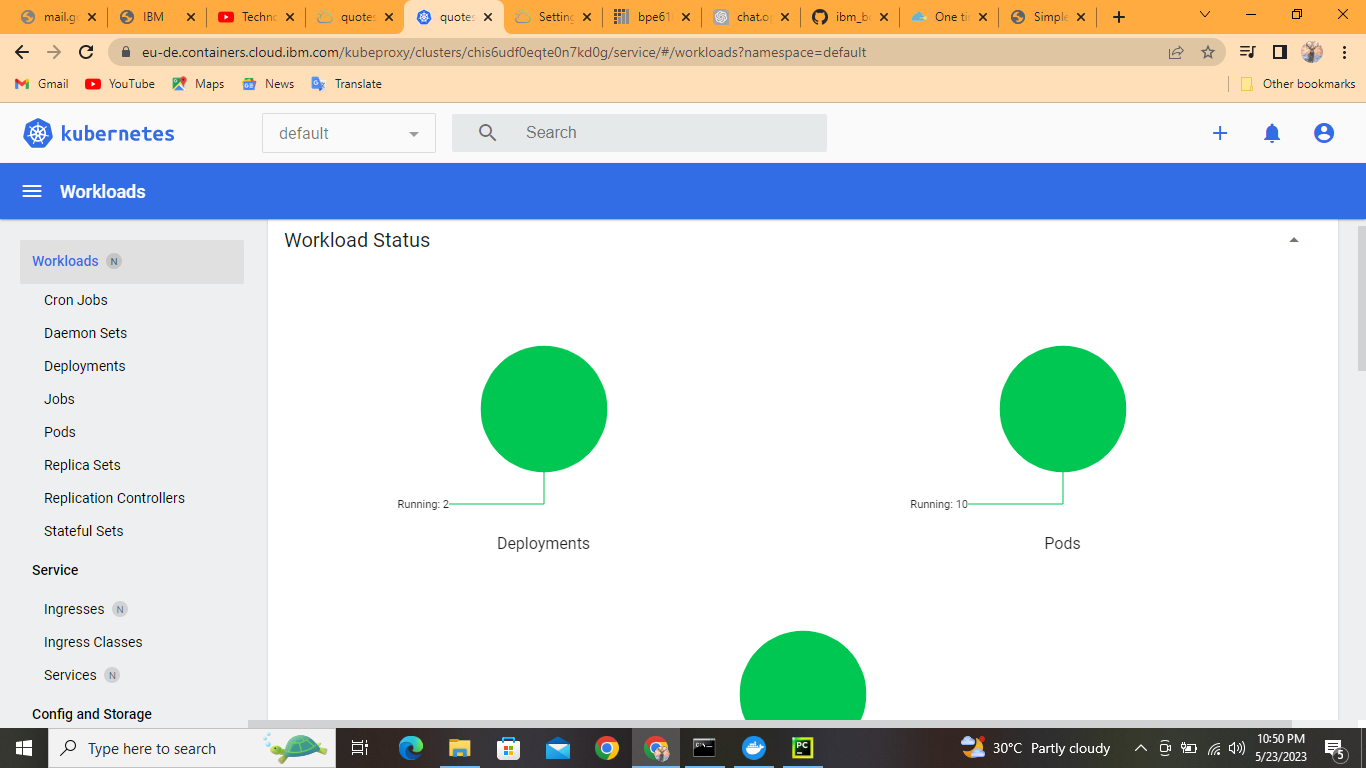 mail.g
IBM
Techno
quotes
quotes
Setting
bpe61
chat.o
ibm_b
One ti
Simple
eu-de.containers.cloud.ibm.com/kubeproxy/clusters/chis6udf0eqte0n7kd0g/service/#/workloads?namespace=default
Gmail YouTube Maps News Translate Other bookmarks
kubernetes default Search
Workloads
Workloads N
Cron Jobs
Daemon Sets
Deployments
Jobs
Pods
Replica Sets
Replication Controllers
Stateful Sets
Service
Ingresses N
Ingress Classes
Services N
Config and Storage
Workload Status
Running: 2
Deployments
Running: 10
Pods
Type here to search
PC
30°C Partly cloudy
10:50 PM
5/23/2023
5